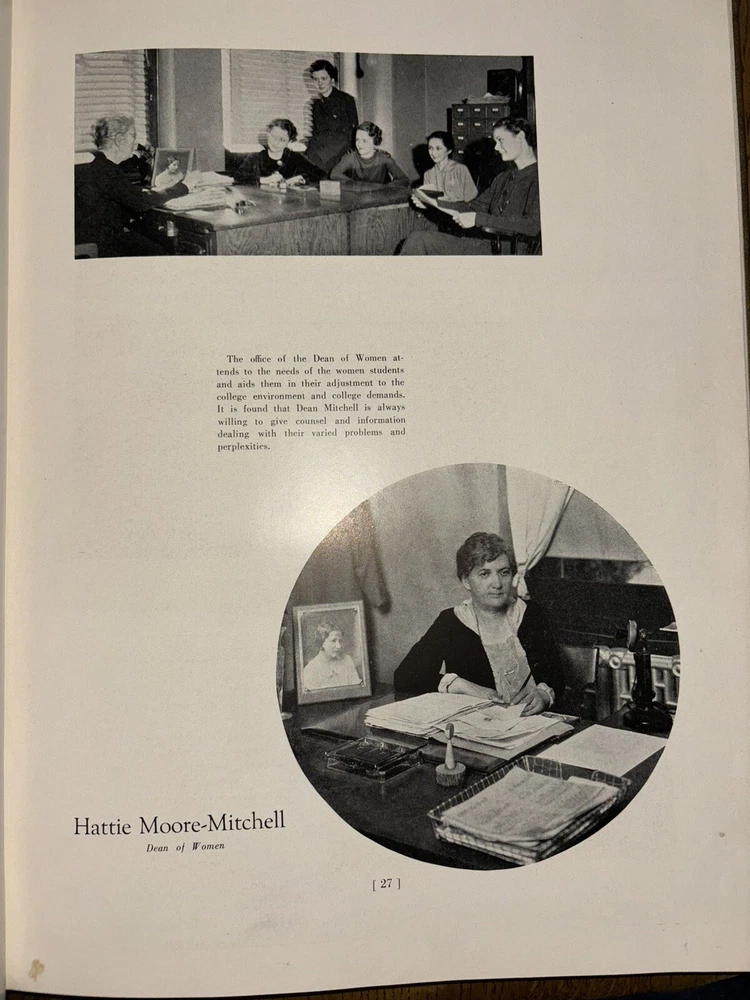 The office of the Dean of Women at-
tends to the needs of the women students
and aids them in their adjustment to the
college environment and college demands.
It is found that Dean Mitchell is always
willing to give counsel and information
dealing with their varied problems and
perplexities.
Hattie Moore-Mitchell
Dean of Women
[ 27 ]